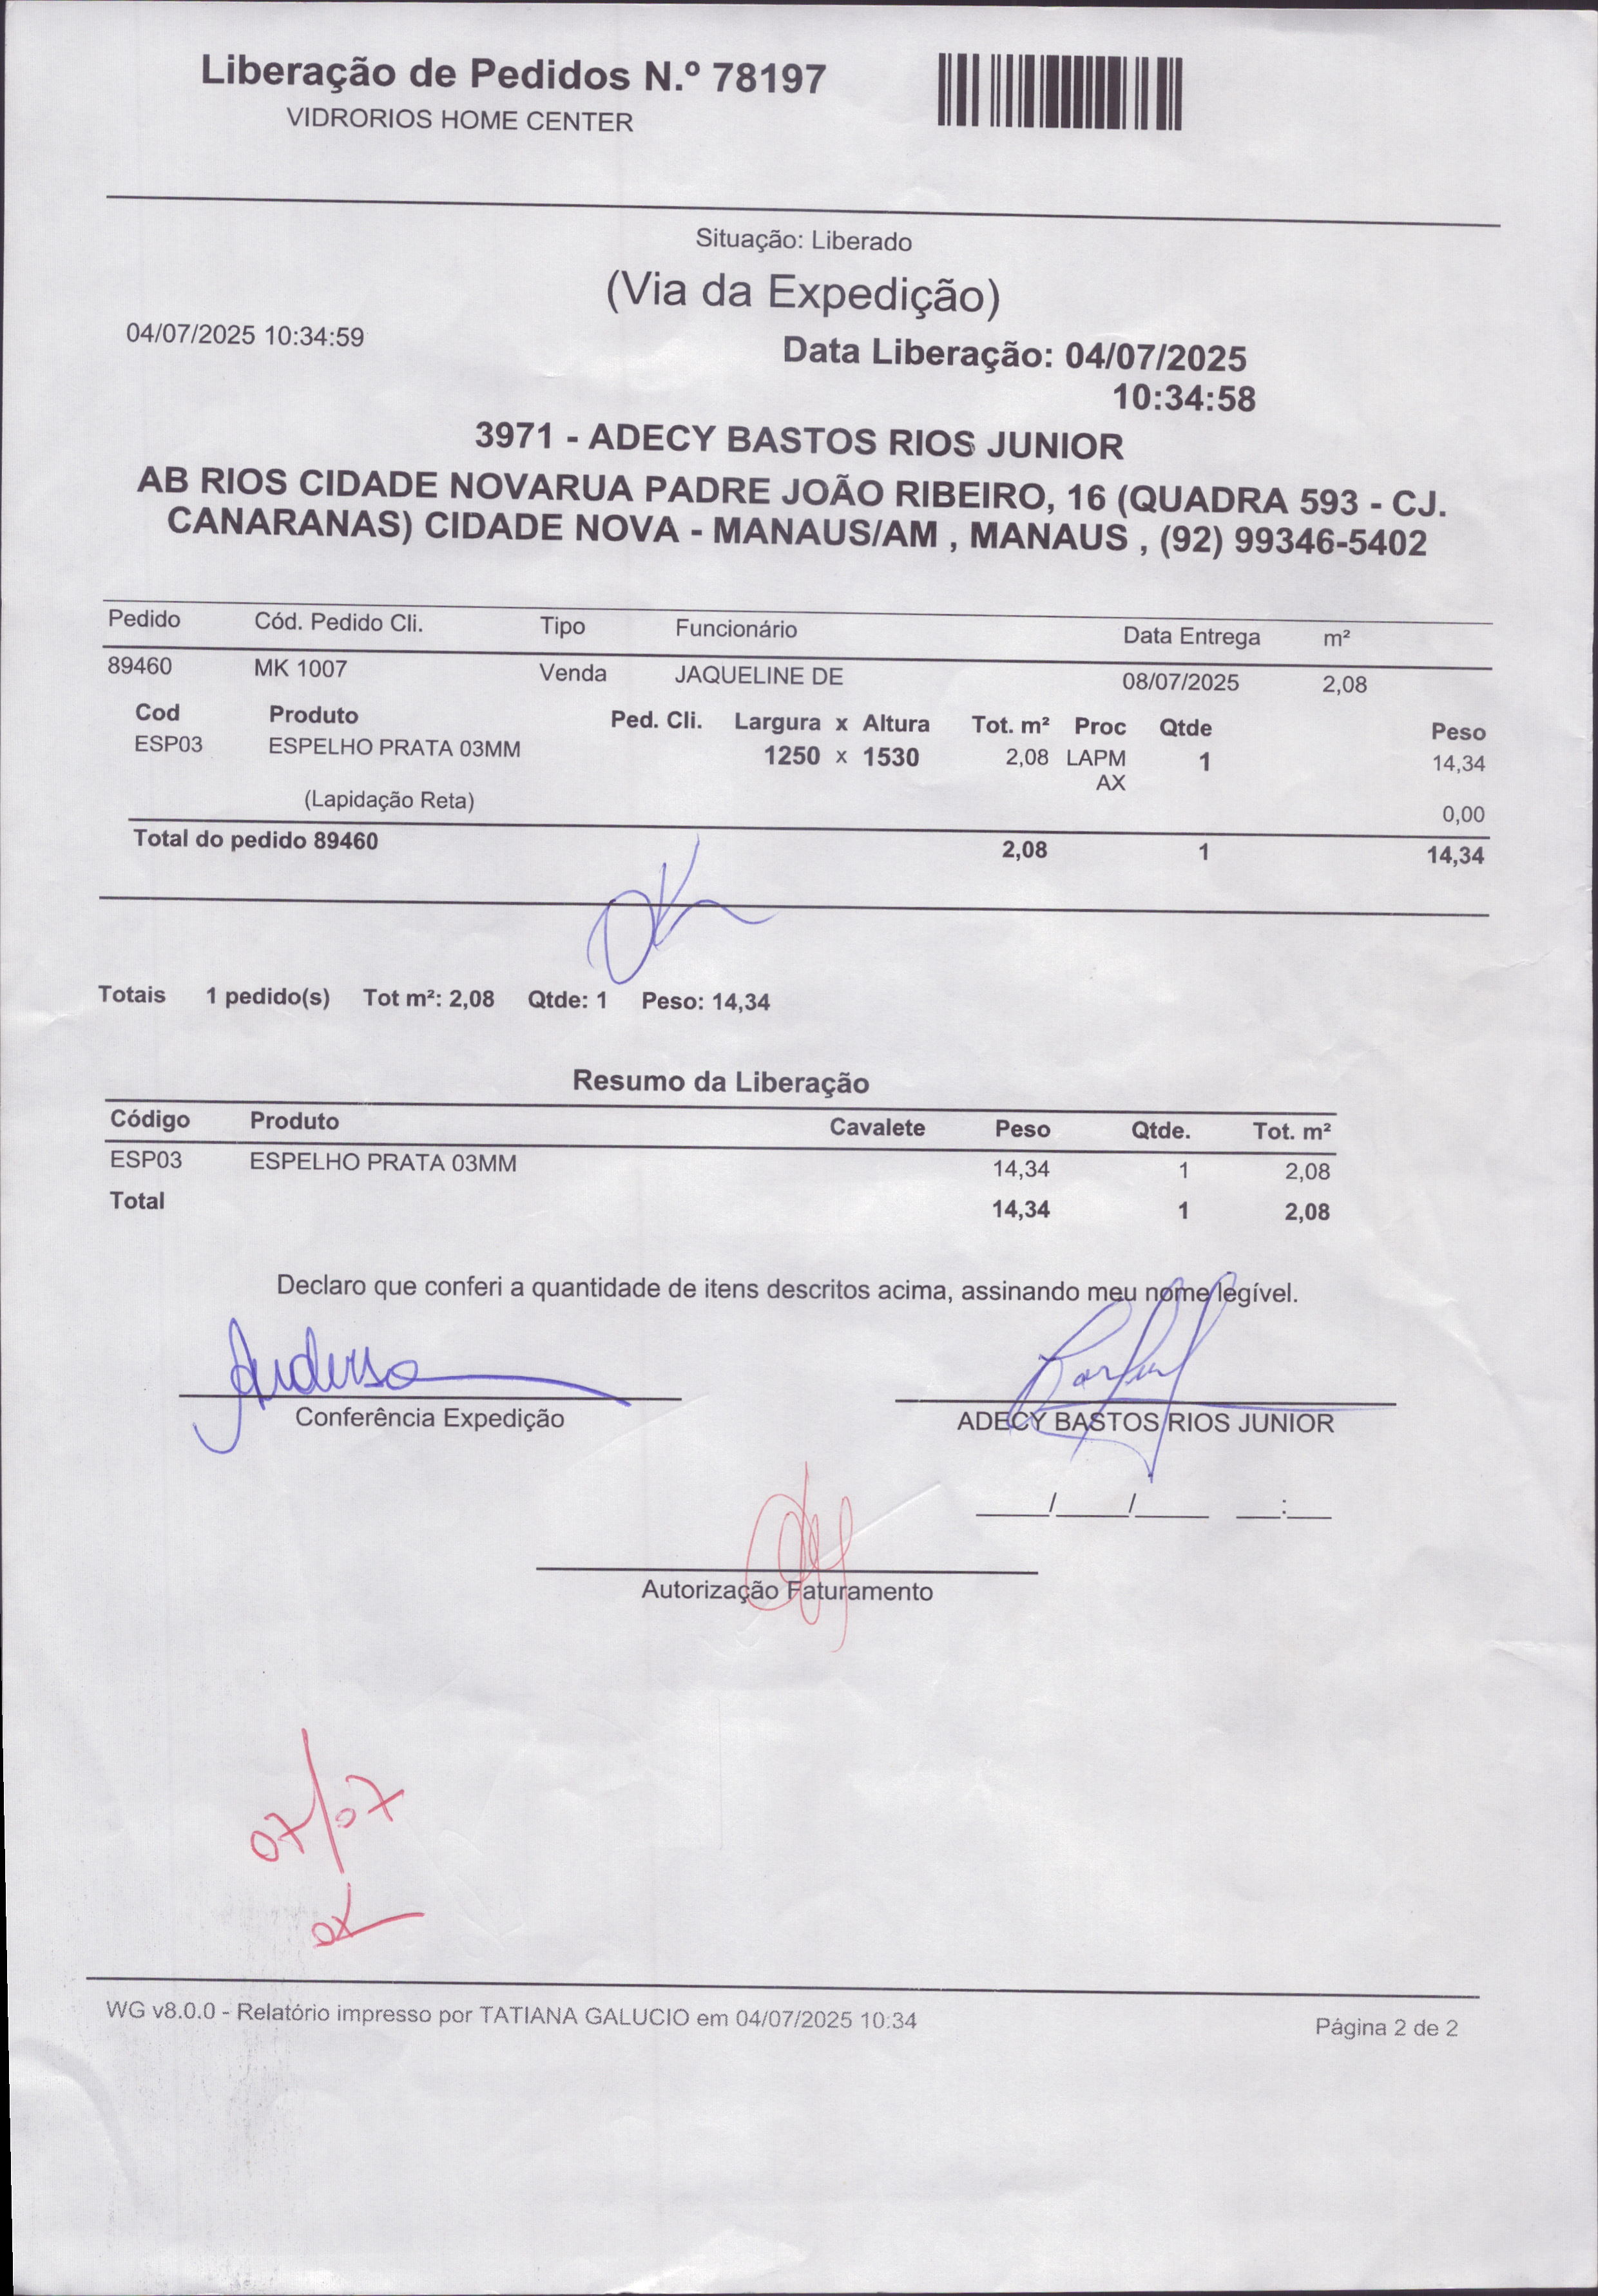 Liberação de Pedidos N.º 78197
VIDRORIOS HOME CENTER
Situação: Liberado
(Via da Expedição)
04/07/2025 10:34:59
Data Liberação: 04/07/2025
10:34:58
3971 - ADECY BASTOS RIOS JUNIOR
AB RIOS CIDADE NOVARUA PADRE JOÃO RIBEIRO, 16 (QUADRA 593 - CJ.
CANARANAS) CIDADE NOVA - MANAUS/AM , MANAUS , (92) 99346-5402
Pedido Cód. Pedido Cli. Tipo Funcionário Data Entrega m²
89460 MK 1007 Venda JAQUELINE DE 08/07/2025 2,08
Cod Produto Ped. Cli. Largura x Altura Tot. m² Proc Qtde Peso
ESP03 ESPELHO PRATA 03MM 1250 x 1530 2,08 LAPM 1 14,34
AX
(Lapidação Reta) 0,00
Total do pedido 89460 2,08 1 14,34
Totais 1 pedido(s) Tot m²: 2,08 Qtde: 1 Peso: 14,34
Resumo da Liberação
Código Produto Cavalete Peso Qtde. Tot. m²
ESP03 ESPELHO PRATA 03MM 14,34 1 2,08
Total 14,34 1 2,08
Declaro que conferi a quantidade de itens descritos acima, assinando meu nome legível.
Conferência Expedição
ADECY BASTOS RIOS JUNIOR
____/____/____ __:__
Autorização Faturamento
07/07
OK
WG v8.0.0 - Relatório impresso por TATIANA GALUCIO em 04/07/2025 10:34
Página 2 de 2